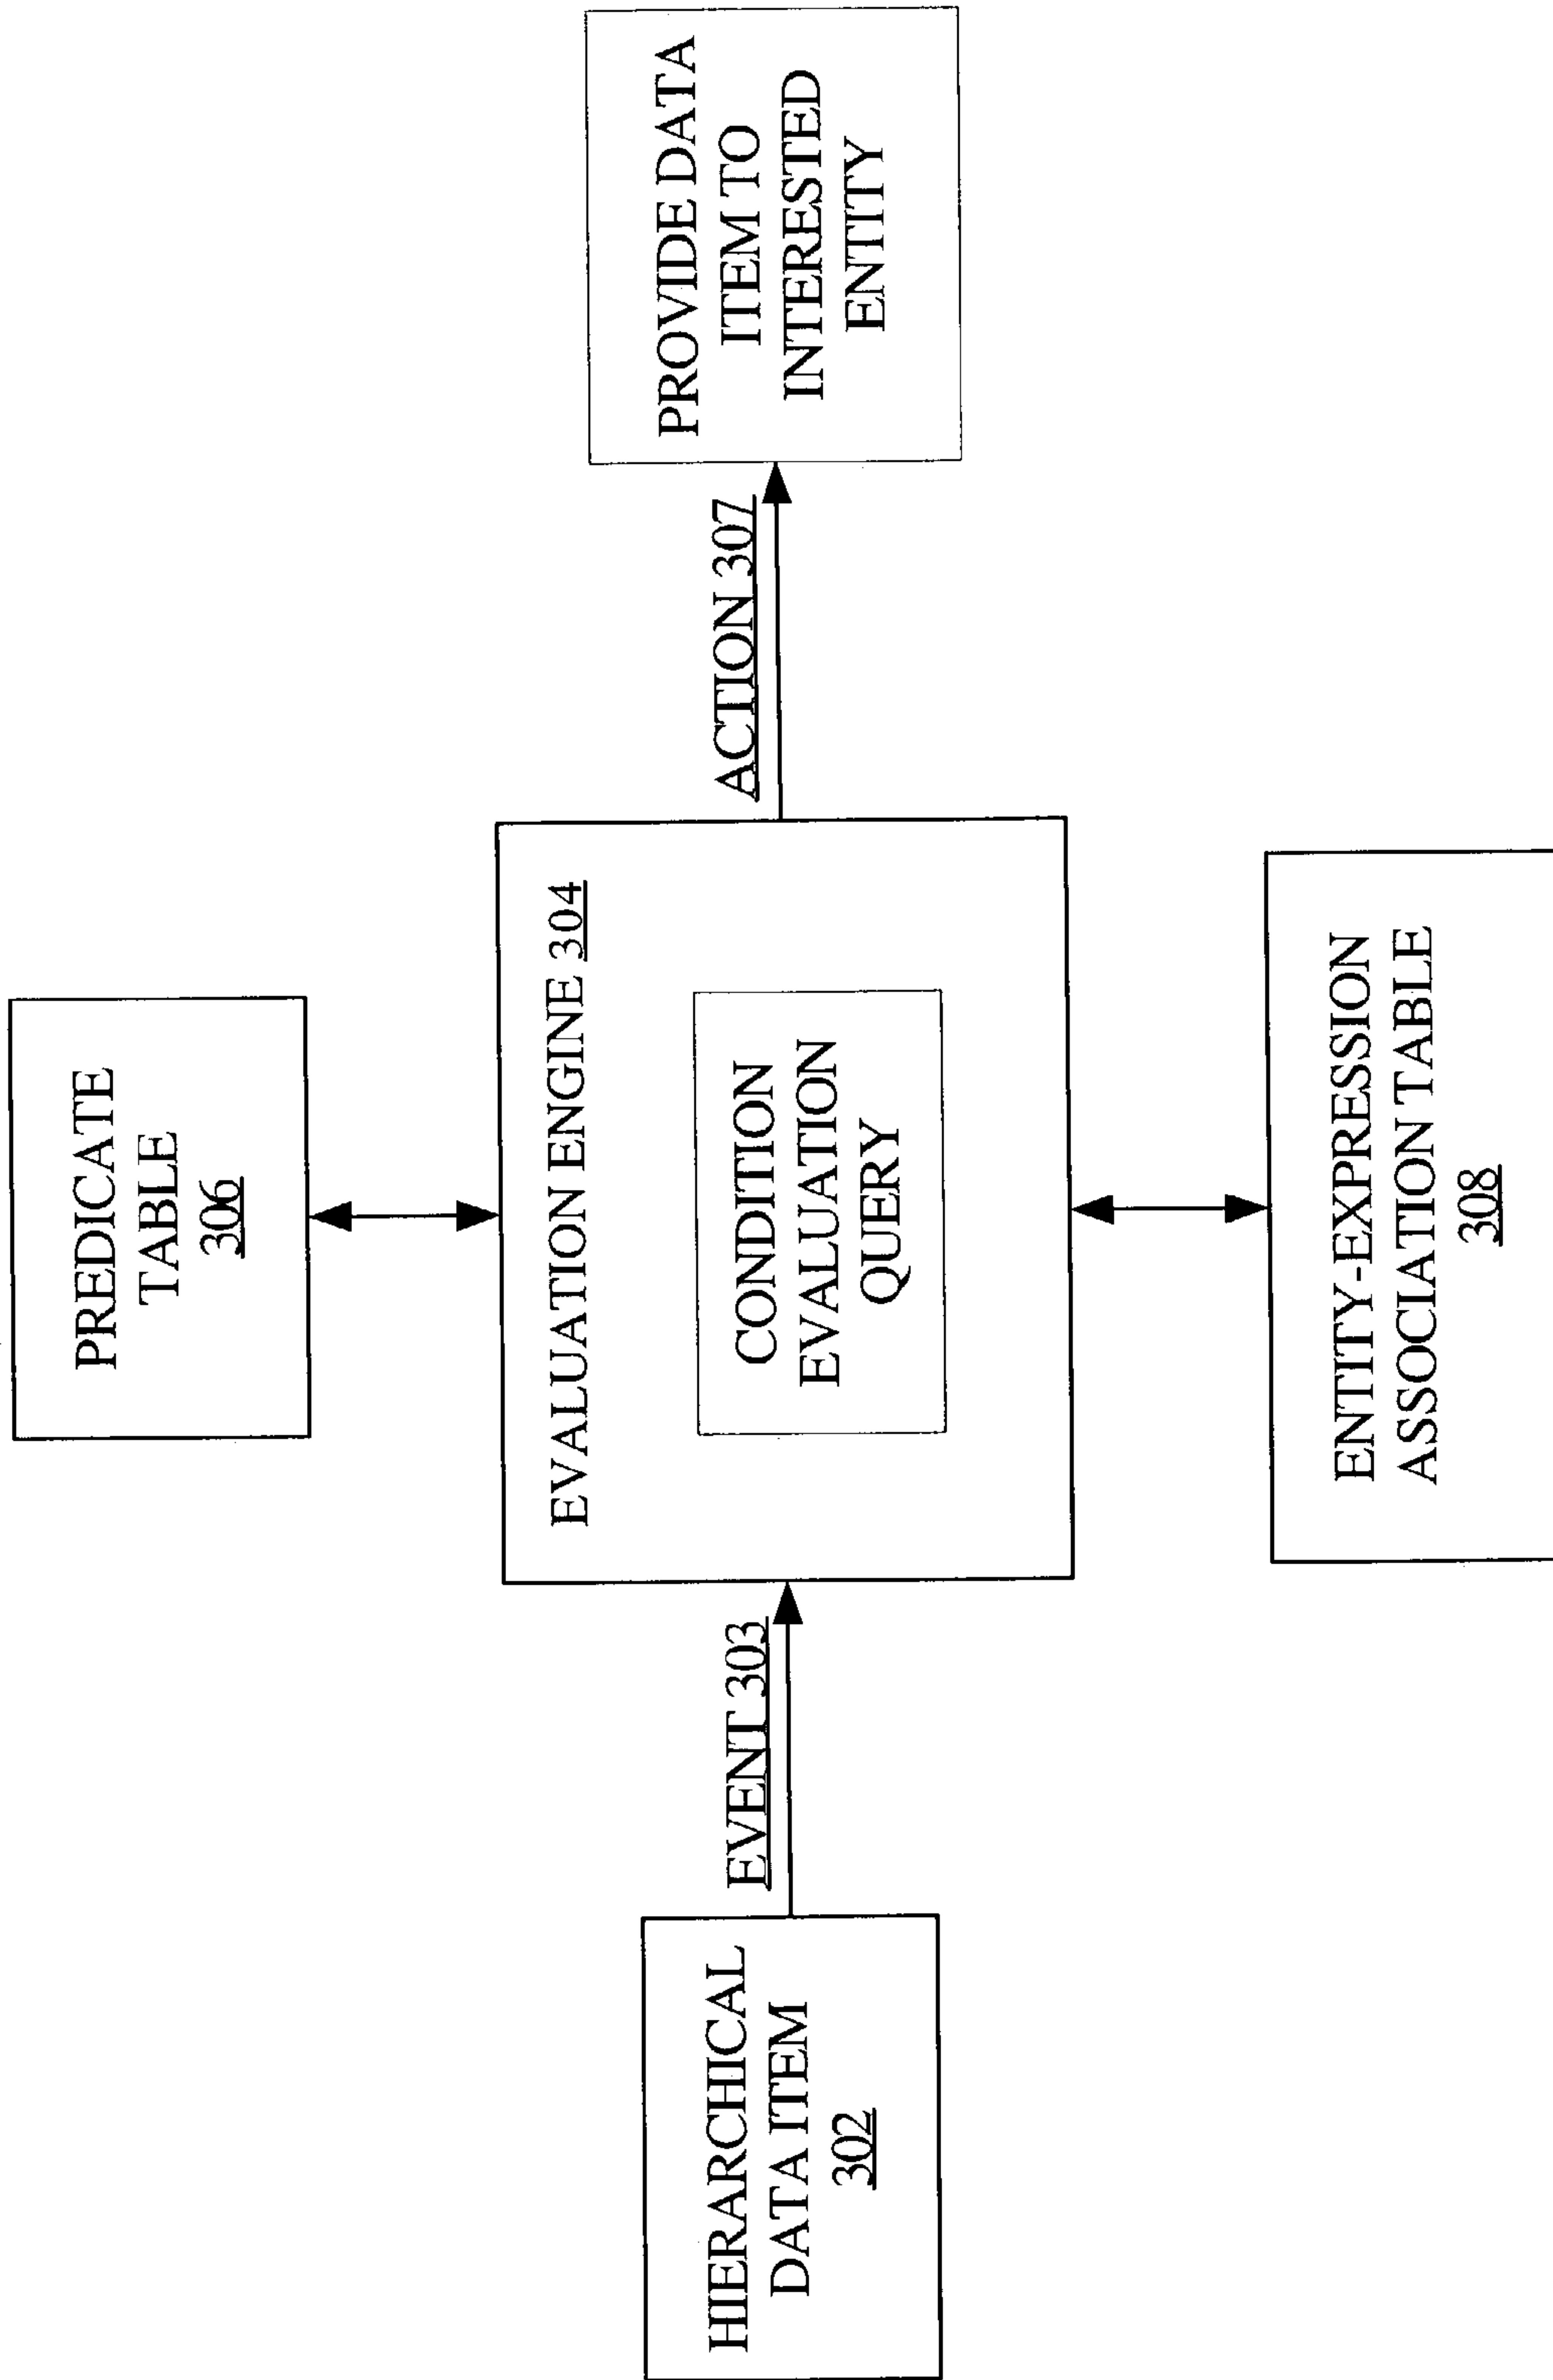 PREDICATE
TABLE
306
HIERARCHICAL
DATA ITEM
302
EVENT 303
EVALUATION ENGINE 304
CONDITION
EVALUATION
QUERY
ACTION 307
PROVIDE DATA
ITEM TO
INTERESTED
ENTITY
ENTITY-EXPRESSION
ASSOCIATION TABLE
308